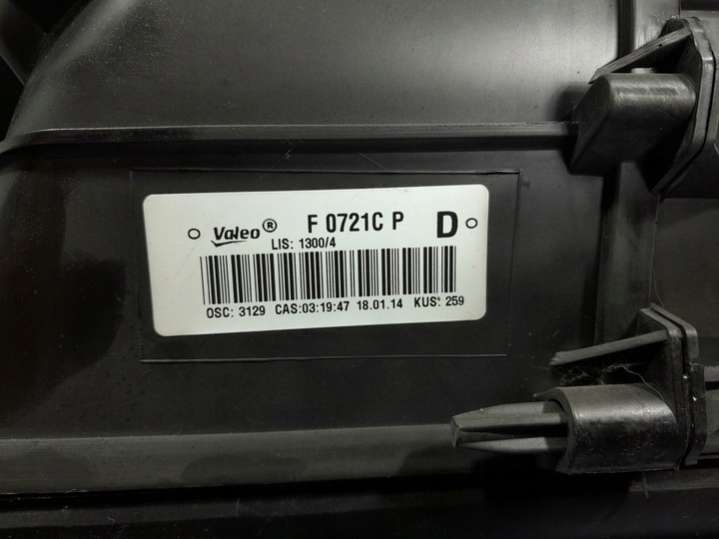 Valeo® F 0721C P D
LIS: 1300/4
OSC: 3129 CAS:03:19:47 18.01.14 KUS: 259